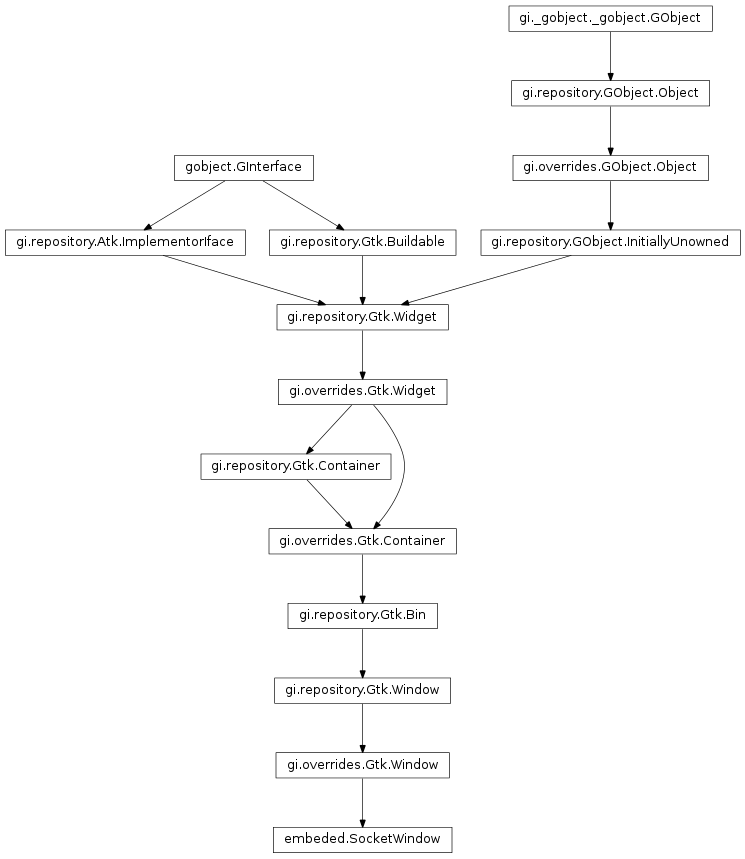 gi._gobject._gobject.GObject
gi.repository.GObject.Object
gobject.GInterface
gi.overrides.GObject.Object
gi.repository.Atk.ImplementorIface
gi.repository.Gtk.Buildable
gi.repository.GObject.InitiallyUnowned
gi.repository.Gtk.Widget
gi.overrides.Gtk.Widget
gi.repository.Gtk.Container
gi.overrides.Gtk.Container
gi.repository.Gtk.Bin
gi.repository.Gtk.Window
gi.overrides.Gtk.Window
embeded.SocketWindow